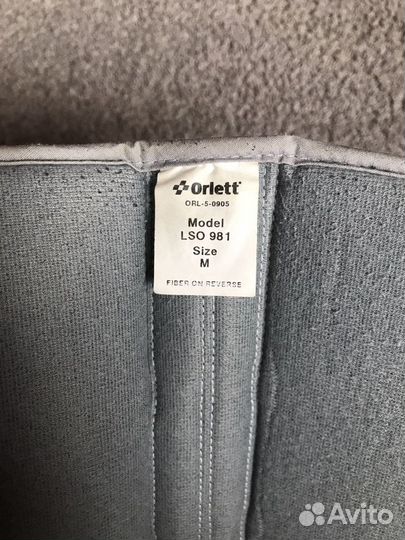 Orlett
ORL-5-0905
Model
LSO 981
Size
M
FIBER ON REVERSE
Avito